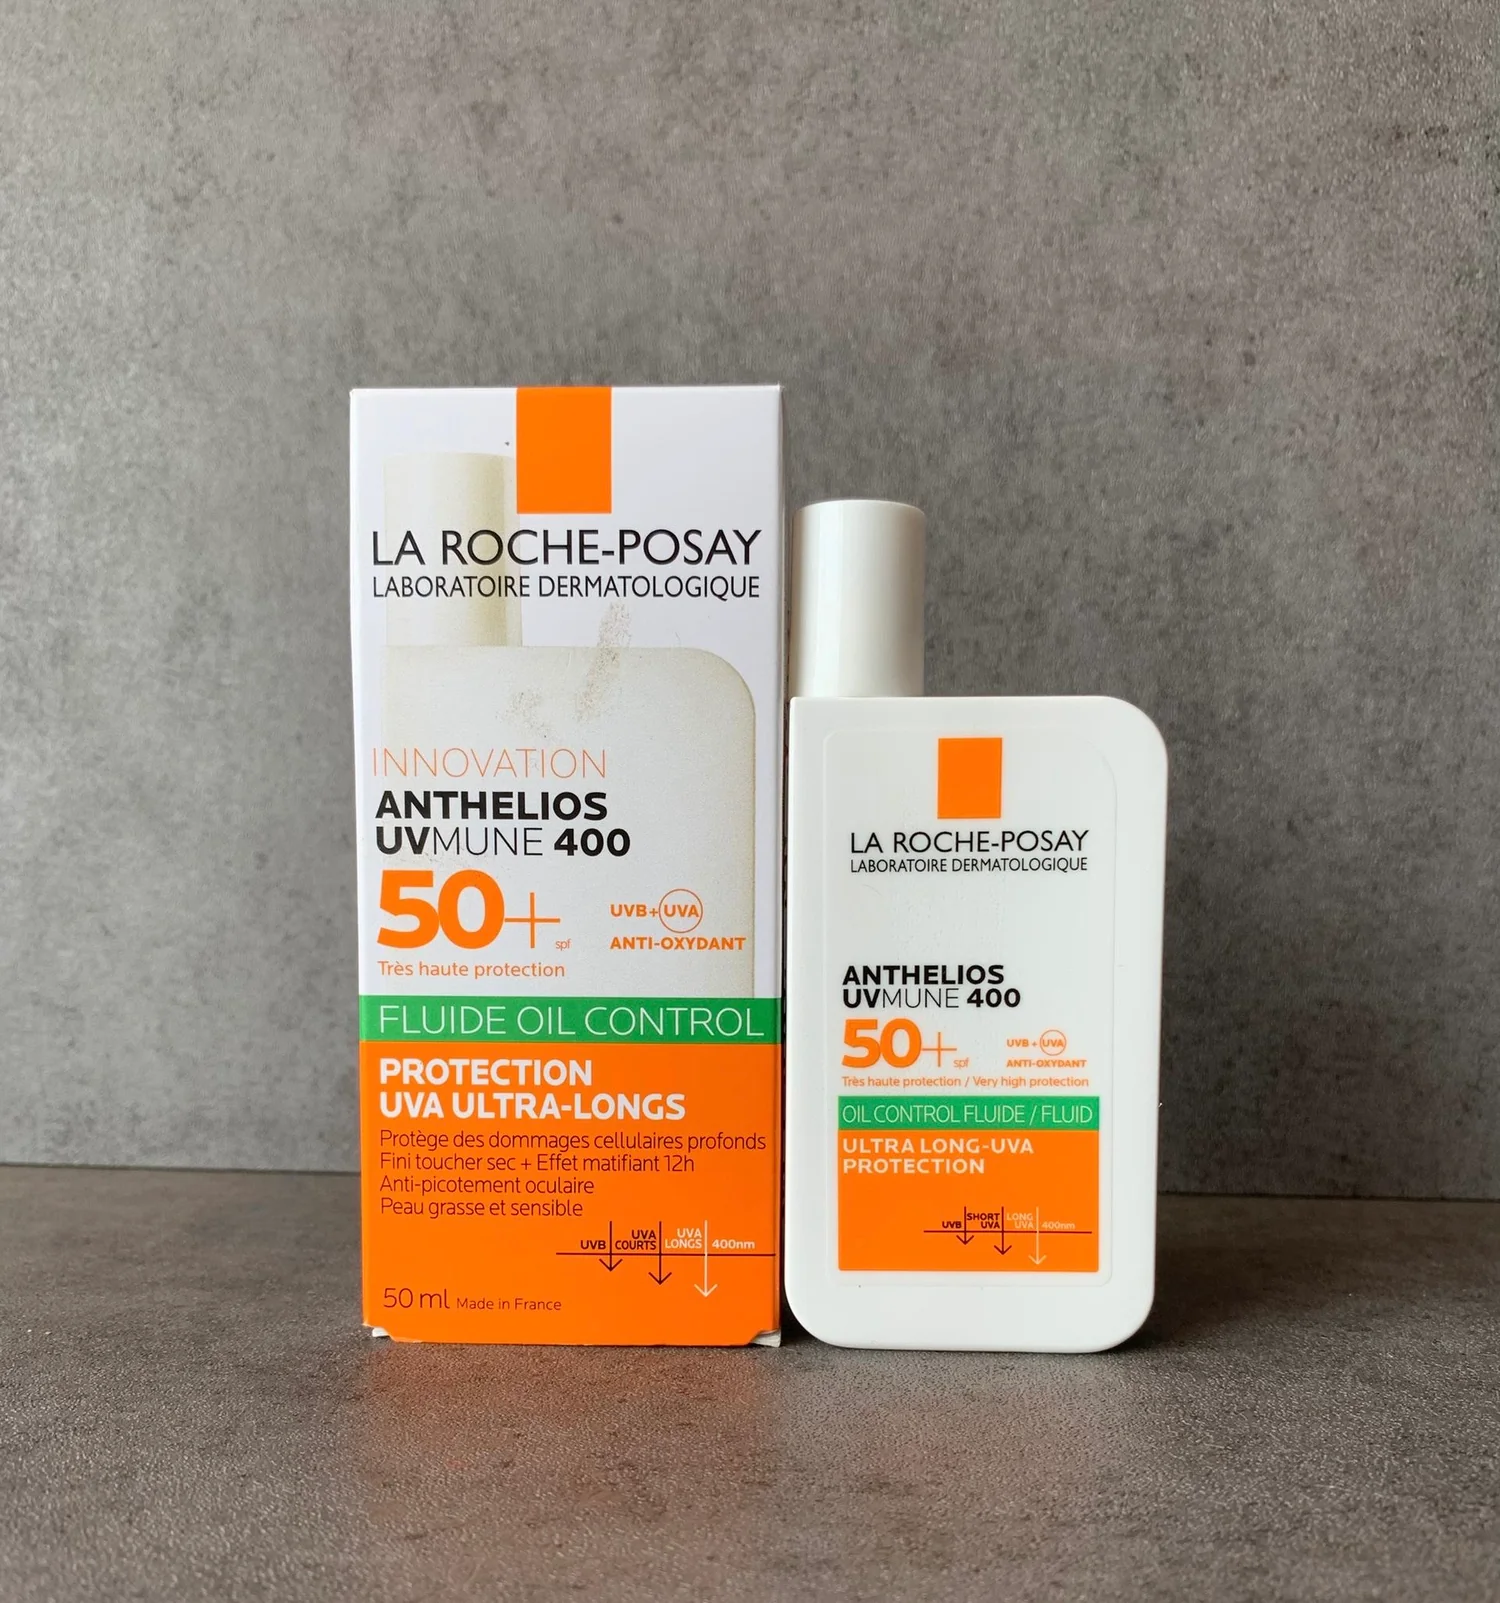 LA ROCHE-POSAY
LABORATOIRE DERMATOLOGIQUE
INNOVATION
ANTHELIOS
UVMUNE 400
50+ spf
UVB+UVA
ANTI-OXYDANT
Très haute protection
FLUIDE OIL CONTROL
PROTECTION
UVA ULTRA-LONGS
Protège des dommages cellulaires profonds
Fini toucher sec + Effet matifiant 12h
Anti-picotement oculaire
Peau grasse et sensible
UVB UVA COURTS UVA LONGS 400nm
50 ml Made in France
LA ROCHE-POSAY
LABORATOIRE DERMATOLOGIQUE
ANTHELIOS
UVMUNE 400
50+ spf
UVB+UVA
ANTI-OXYDANT
Très haute protection / Very high protection
OIL CONTROL FLUIDE / FLUID
ULTRA LONG-UVA
PROTECTION
UVB SHORT UVA LONG UVA 400nm